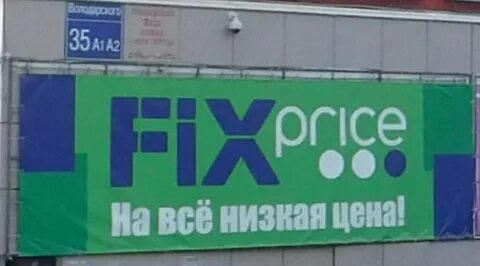 Володарского
35 А1 А2
FiX price
На всё низкая цена!